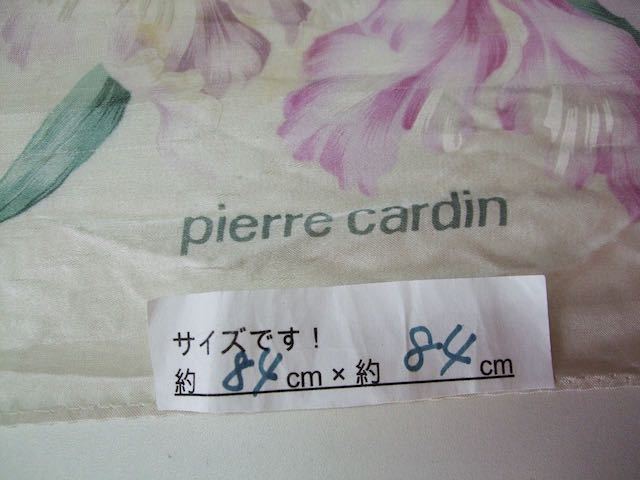 pierre cardin
サイズです！
約 84 cm × 約 84 cm